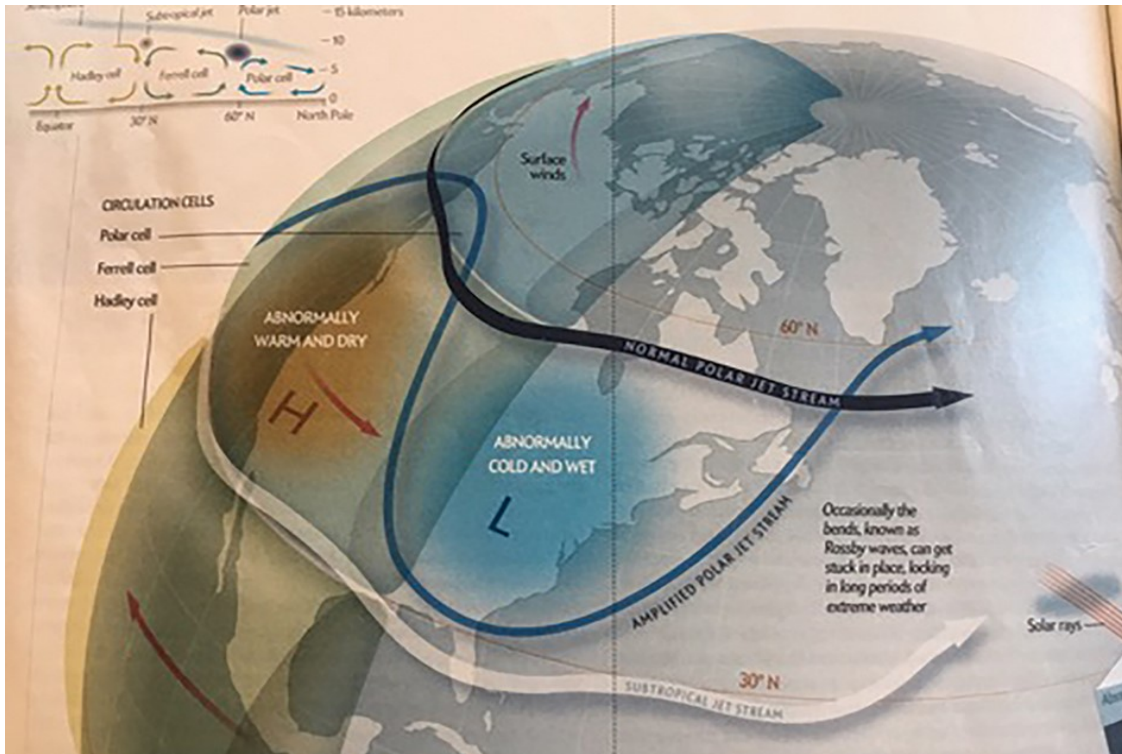 Subtropical jet
Polar jet
15 kilometers
10
5
0
Hadley cell
Ferrell cell
Polar cell
Equator
30° N
60° N
North Pole
CIRCULATION CELLS
Polar cell
Ferrell cell
Hadley cell
Surface
winds
ABNORMALLY
WARM AND DRY
H
60° N
NORMAL POLAR JET STREAM
ABNORMALLY
COLD AND WET
L
AMPLIFIED POLAR JET STREAM
Occasionally the
bends, known as
Rossby waves, can get
stuck in place, locking
in long periods of
extreme weather
Solar rays
30° N
SUBTROPICAL JET STREAM